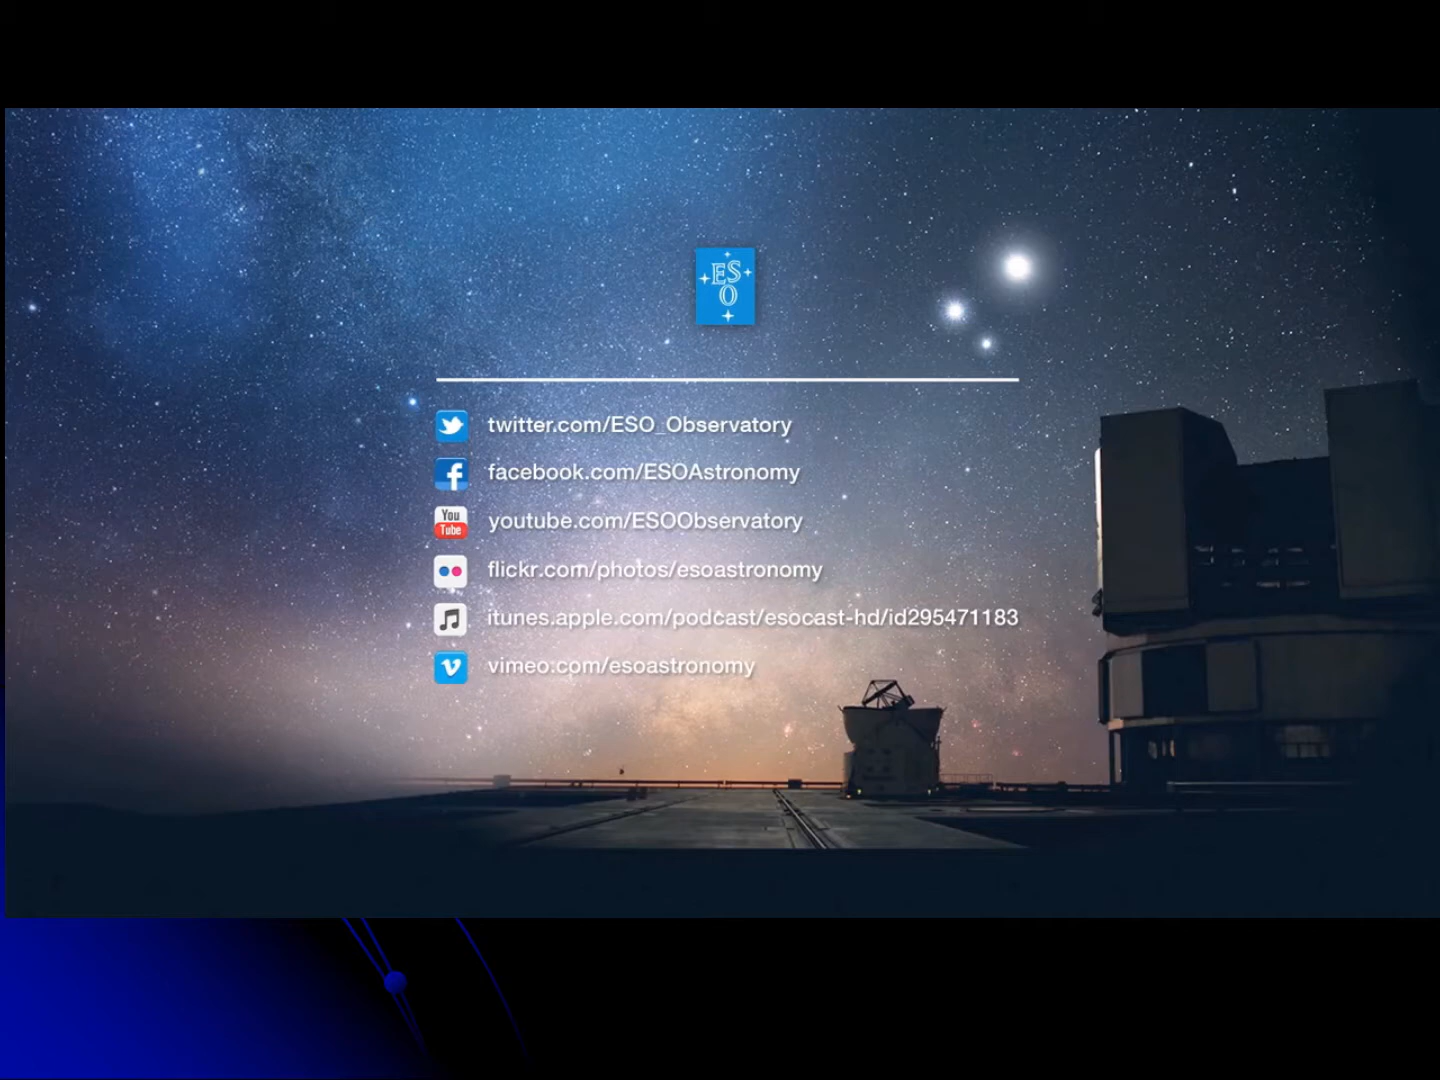 ES
O
twitter.com/ESO_Observatory
facebook.com/ESOAstronomy
You
Tube
youtube.com/ESOObservatory
flickr.com/photos/esoastronomy
itunes.apple.com/podcast/esocast-hd/id295471183
vimeo.com/esoastronomy